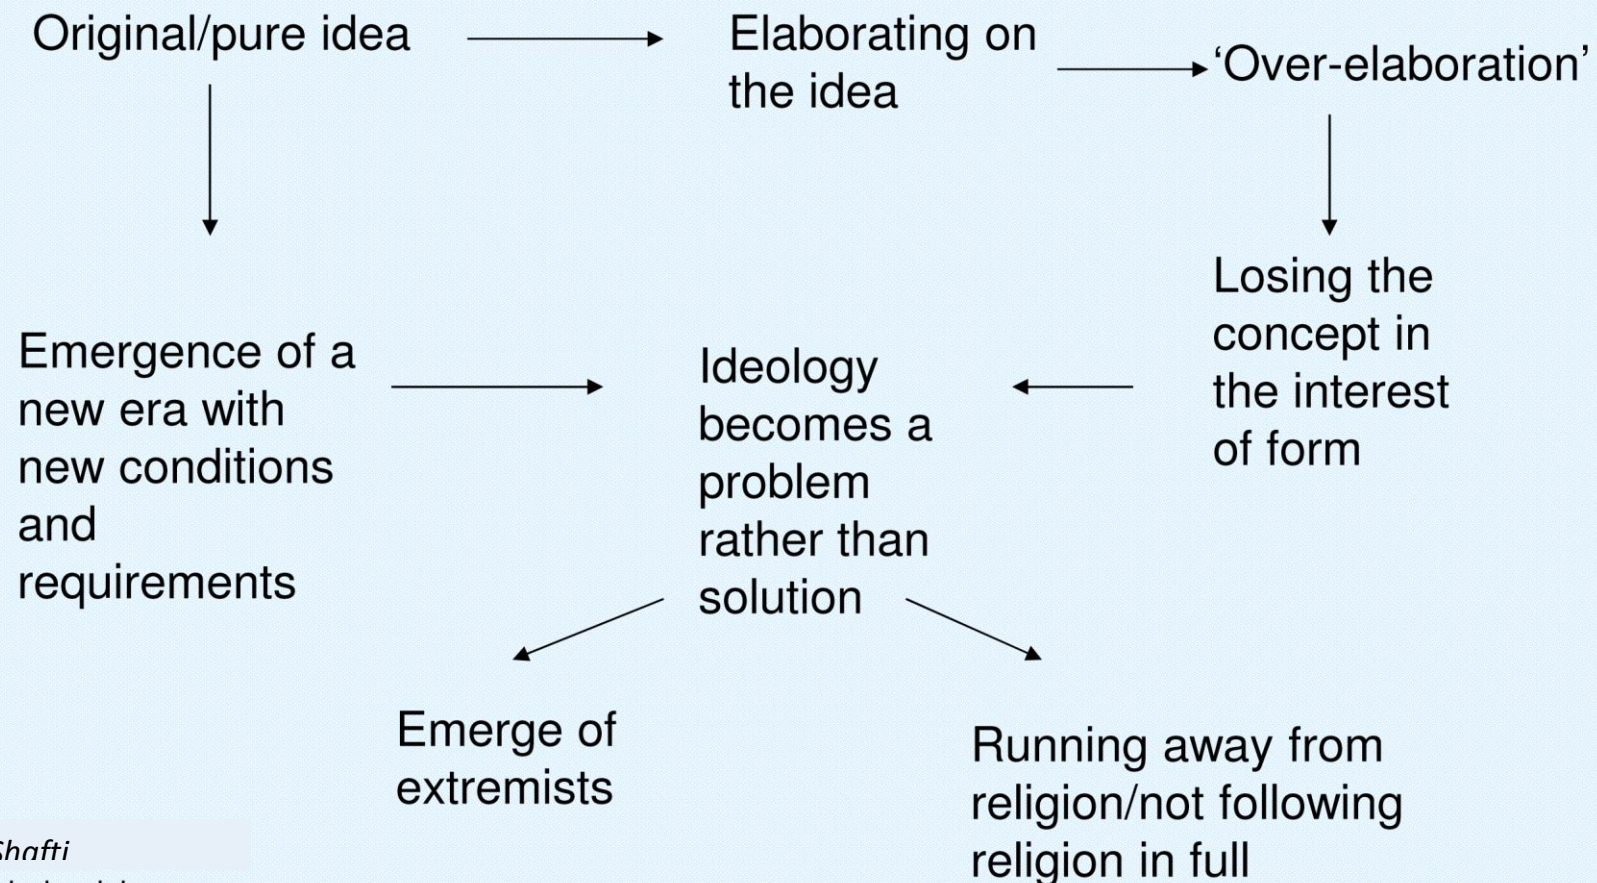 Original/pure idea
Elaborating on
the idea
‘Over-elaboration’
Emergence of a
new era with
new conditions
and
requirements
Ideology
becomes a
problem
rather than
solution
Losing the
concept in
the interest
of form
Emerge of
extremists
Running away from
religion/not following
religion in full
Shafti